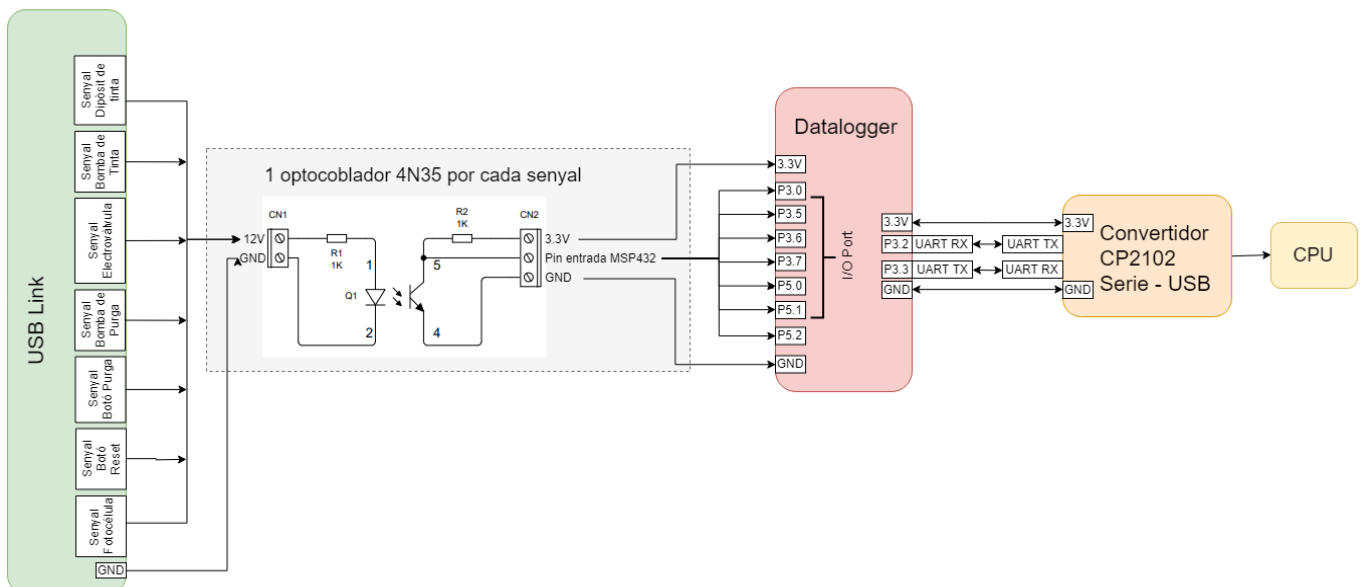 USB Link
Senyal
Dipòsit de
tinta
Senyal
Bomba de
Tinta
Senyal
Electrovàlvula
Senyal
Bomba de
Purga
Senyal
Botó Purga
Senyal
Botó
Reset
Senyal
Fotocélula
GND
1 optocoblador 4N35 por cada senyal
CN1
12V
GND
R1
1K
1
Q1
2
R2
1K
5
4
CN2
3.3V
Pin entrada MSP432
GND
Datalogger
3.3V
P3.0
P3.5
P3.6
P3.7
P5.0
P5.1
P5.2
GND
I/O Port
3.3V
P3.2 UART RX
P3.3 UART TX
GND
3.3V
UART TX
UART RX
GND
Convertidor
CP2102
Serie - USB
CPU